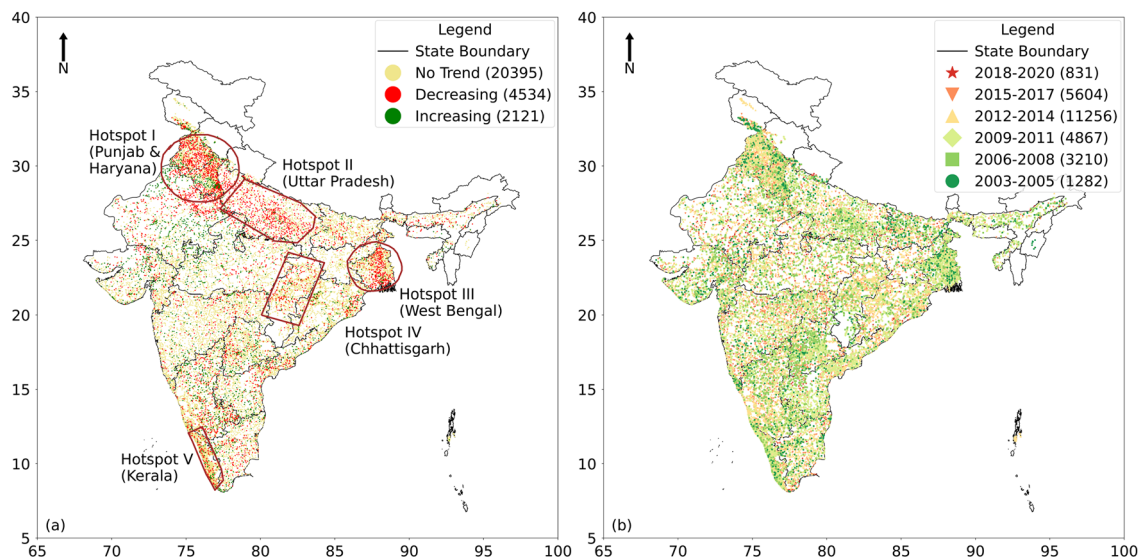 40
35
30
25
20
15
10
5
65
70
75
80
85
90
95
100
N
Legend
State Boundary
No Trend (20395)
Decreasing (4534)
Increasing (2121)
Hotspot I
(Punjab &
Haryana)
Hotspot II
(Uttar Pradesh)
Hotspot III
(West Bengal)
Hotspot IV
(Chhattisgarh)
Hotspot V
(Kerala)
(a)
40
35
30
25
20
15
10
5
65
70
75
80
85
90
95
100
N
Legend
State Boundary
2018-2020 (831)
2015-2017 (5604)
2012-2014 (11256)
2009-2011 (4867)
2006-2008 (3210)
2003-2005 (1282)
(b)